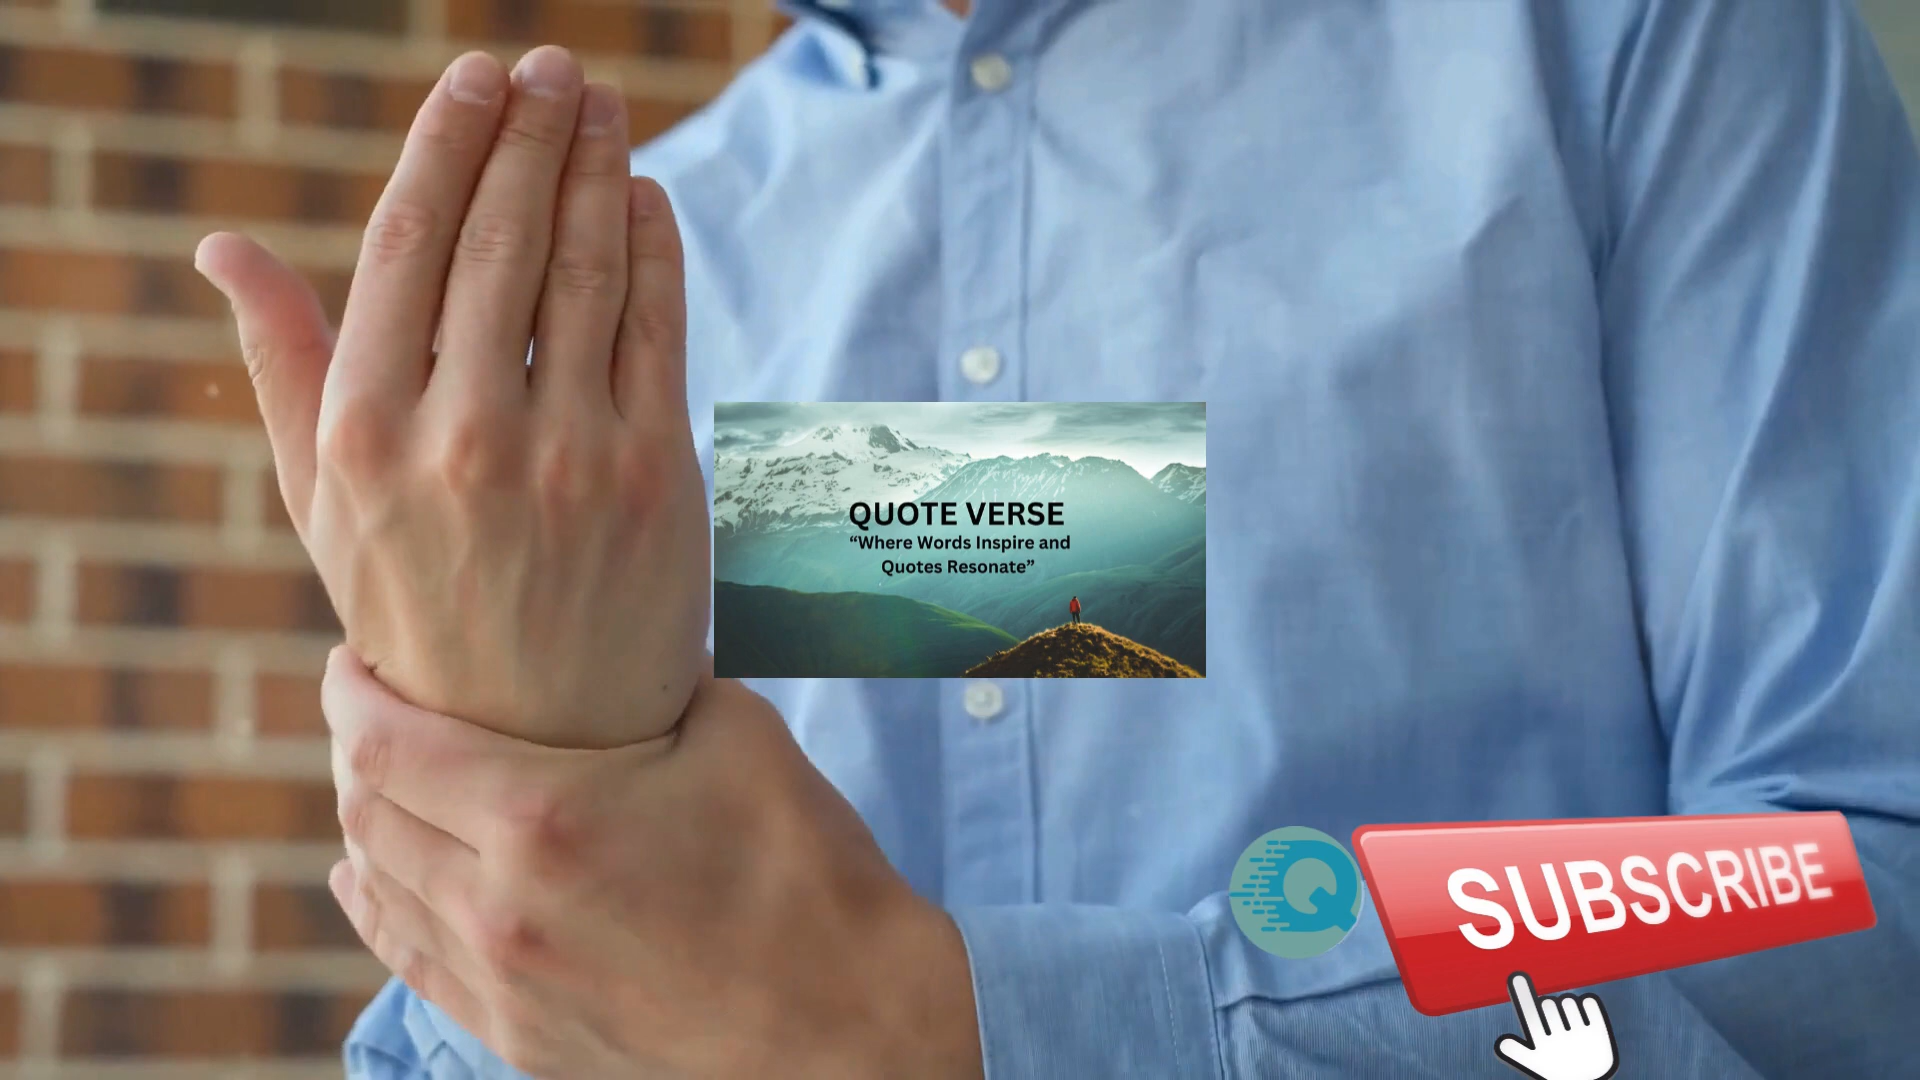 QUOTE VERSE
“Where Words Inspire and
Quotes Resonate”
SUBSCRIBE